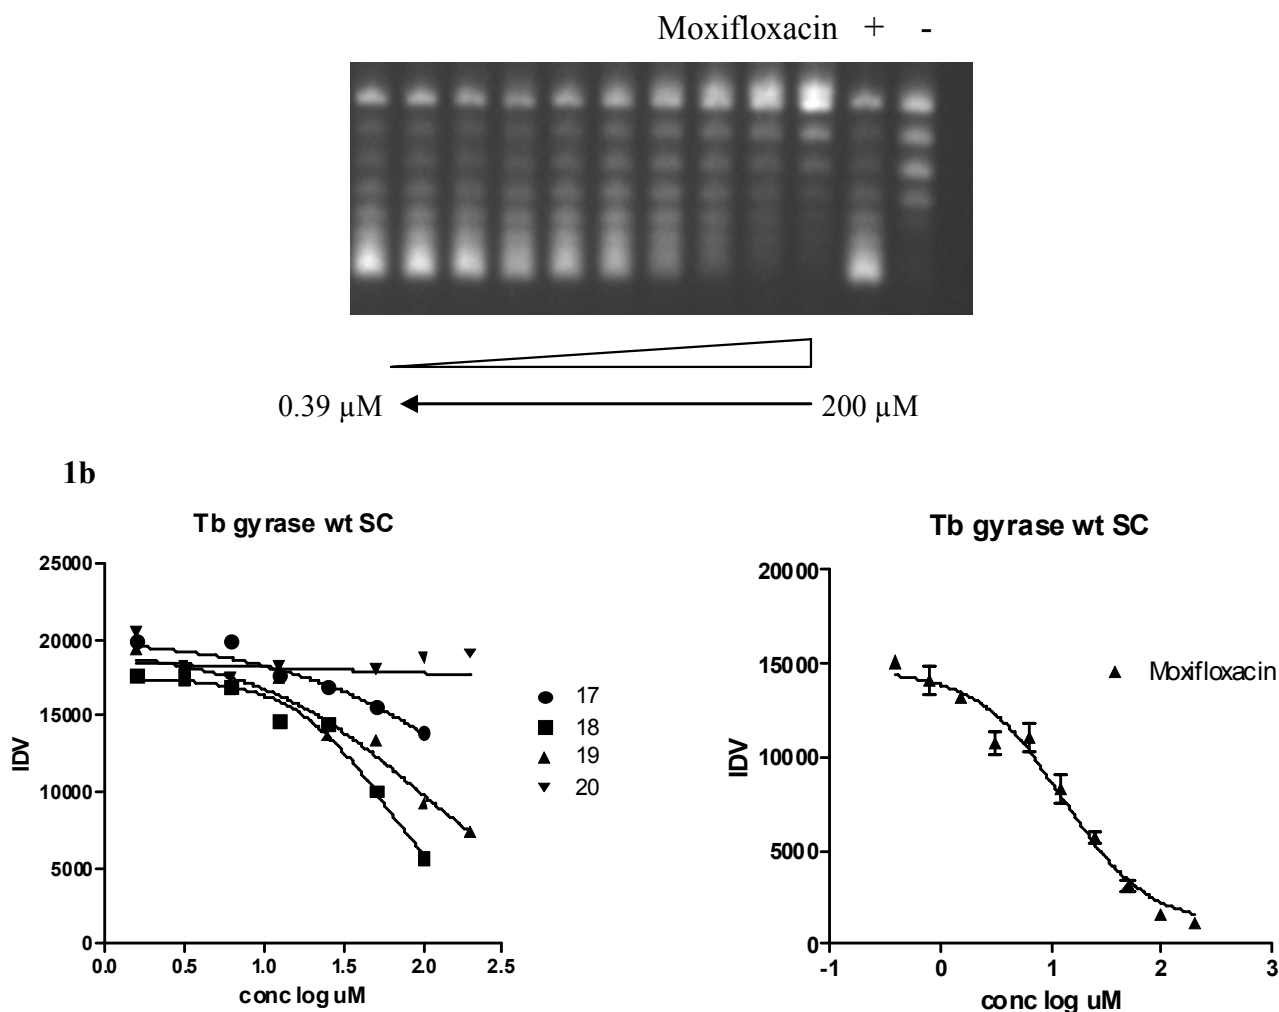 Moxifloxacin + -
0.39 µM 200 µM
1b
Tb gyrase wt SC
25000
20000
15000
10000
5000
0
IDV
0.0 0.5 1.0 1.5 2.0 2.5
conc log uM
17
18
19
20
Tb gyrase wt SC
20000
15000
10000
5000
0
IDV
-1 0 1 2 3
conc log uM
Moxifloxacin